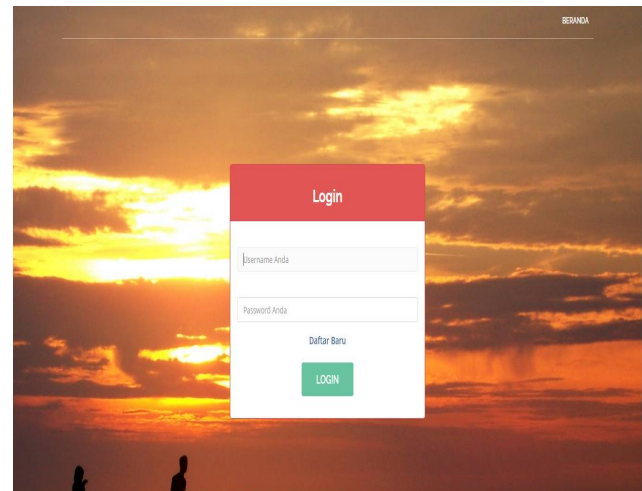 BERANDA
Login
Username Anda
Password Anda
Daftar Baru
LOGIN